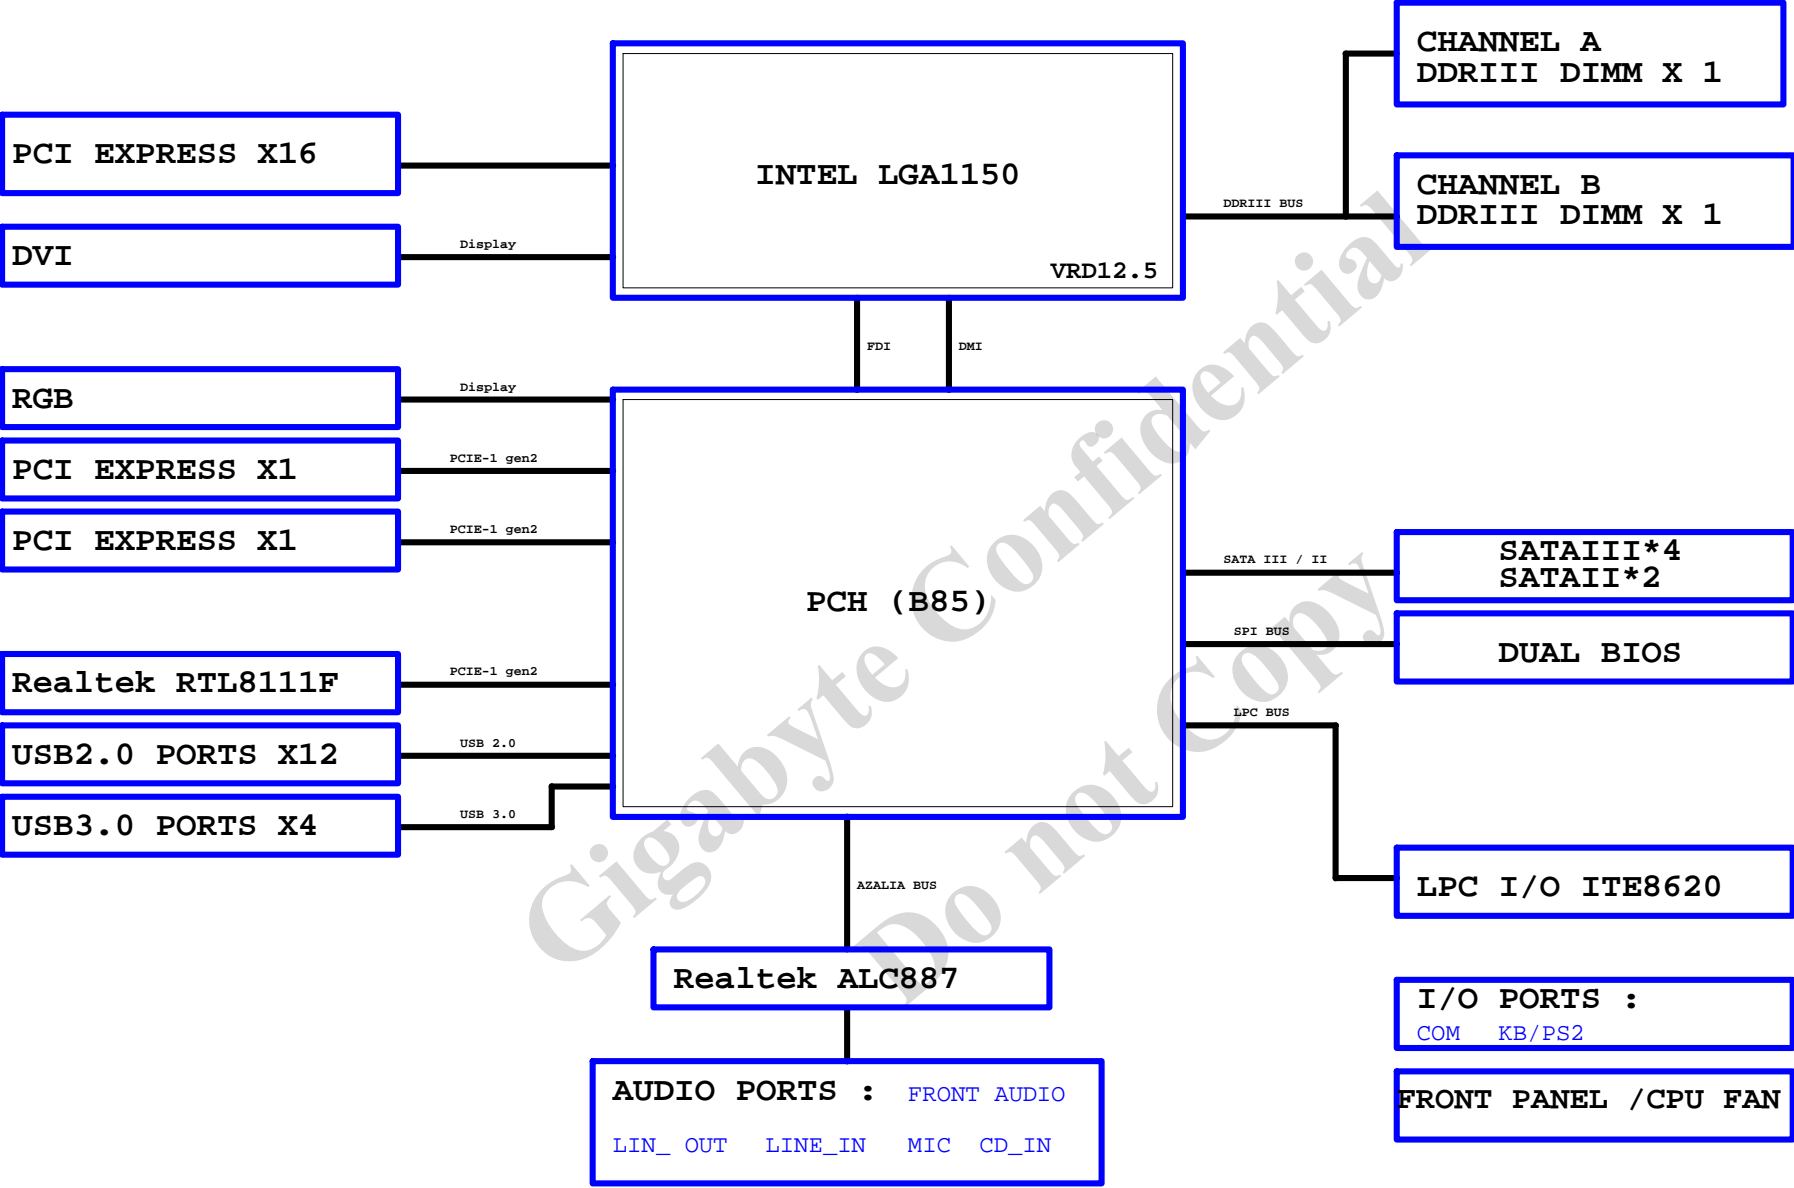 CHANNEL A
DDRIII DIMM X 1
PCI EXPRESS X16
INTEL LGA1150
CHANNEL B
DDRIII DIMM X 1
DDRIII BUS
DVI
Display
VRD12.5
FDI
DMI
RGB
Display
PCI EXPRESS X1
PCIE-1 gen2
PCI EXPRESS X1
PCIE-1 gen2
PCH (B85)
SATA III / II
SATAIII*4
SATAII*2
SPI BUS
DUAL BIOS
Realtek RTL8111F
PCIE-1 gen2
LPC BUS
USB2.0 PORTS X12
USB 2.0
USB3.0 PORTS X4
USB 3.0
AZALIA BUS
LPC I/O ITE8620
Realtek ALC887
I/O PORTS :
COM KB/PS2
AUDIO PORTS : FRONT AUDIO
LIN_ OUT LINE_IN MIC CD_IN
FRONT PANEL /CPU FAN
Gigabyte Confidential
Do not Copy